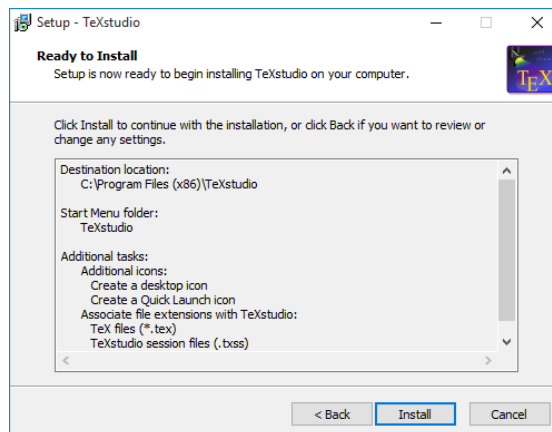 Setup - TeXstudio
Ready to Install
Setup is now ready to begin installing TeXstudio on your computer.
TEX
Click Install to continue with the installation, or click Back if you want to review or
change any settings.
Destination location:
C:\Program Files (x86)\TeXstudio
Start Menu folder:
TeXstudio
Additional tasks:
Additional icons:
Create a desktop icon
Create a Quick Launch icon
Associate file extensions with TeXstudio:
TeX files (*.tex)
TeXstudio session files (.txss)
< Back
Install
Cancel